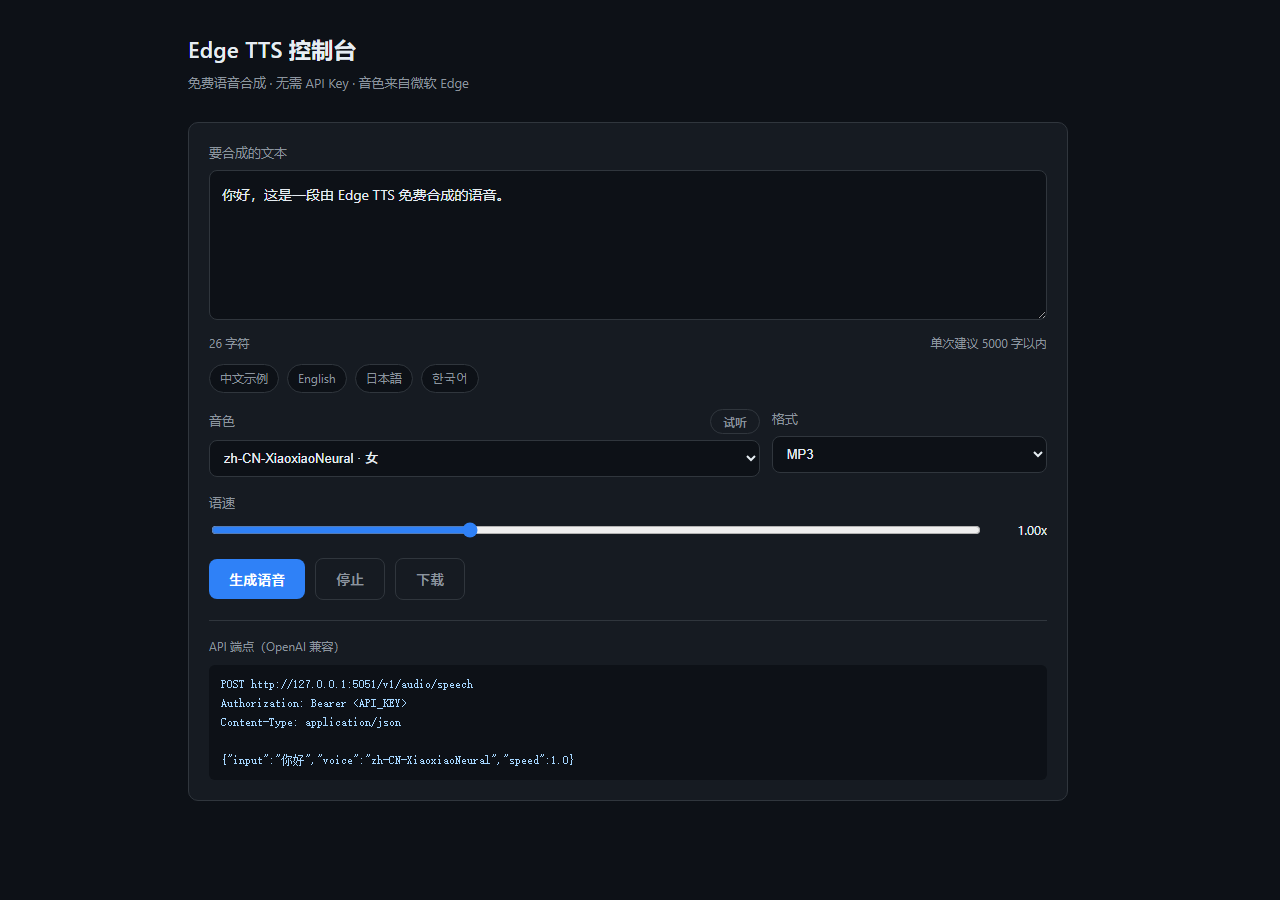 Edge TTS 控制台
免费语音合成 · 无需 API Key · 音色来自微软 Edge
要合成的文本
你好，这是一段由 Edge TTS 免费合成的语音。
26 字符
单次建议 5000 字以内
中文示例
English
日本語
한국어
音色
试听
格式
zh-CN-XiaoxiaoNeural · 女
MP3
语速
1.00x
生成语音
停止
下载
API 端点（OpenAI 兼容）
POST http://127.0.0.1:5051/v1/audio/speech
Authorization: Bearer <API_KEY>
Content-Type: application/json
{"input":"你好","voice":"zh-CN-XiaoxiaoNeural","speed":1.0}